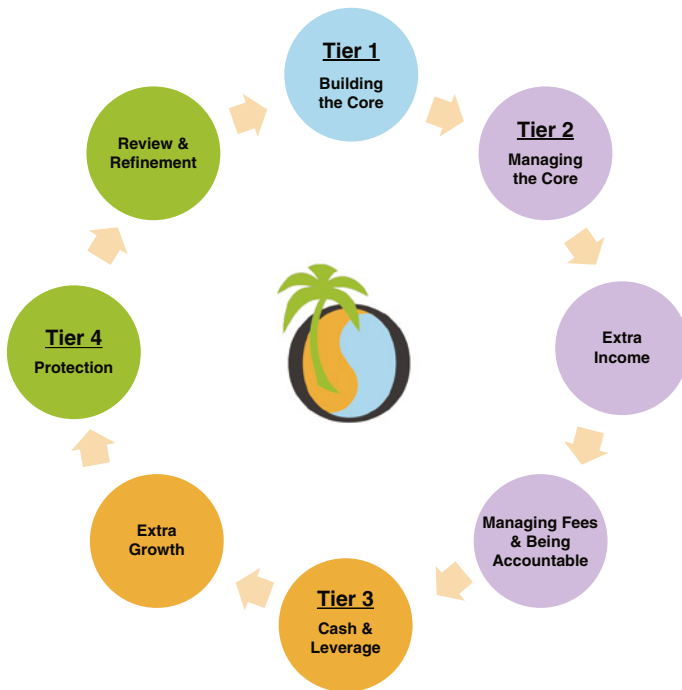 Tier 1
Building
the Core
Tier 2
Managing
the Core
Extra
Income
Managing Fees
& Being
Accountable
Tier 3
Cash &
Leverage
Extra
Growth
Tier 4
Protection
Review &
Refinement